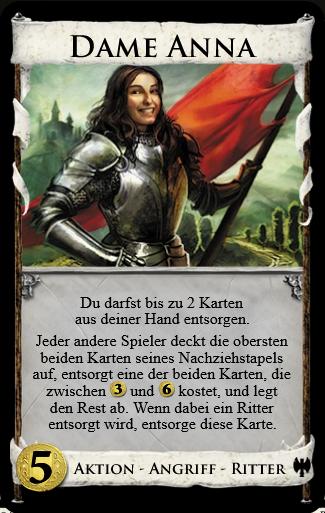 DAME ANNA
Du darfst bis zu 2 Karten
aus deiner Hand entsorgen.
Jeder andere Spieler deckt die obersten
beiden Karten seines Nachziehstapels
auf, entsorgt eine der beiden Karten, die
zwischen 3 und 6 kostet, und legt
den Rest ab. Wenn dabei ein Ritter
entsorgt wird, entsorge diese Karte.
5 AKTION - ANGRIFF - RITTER